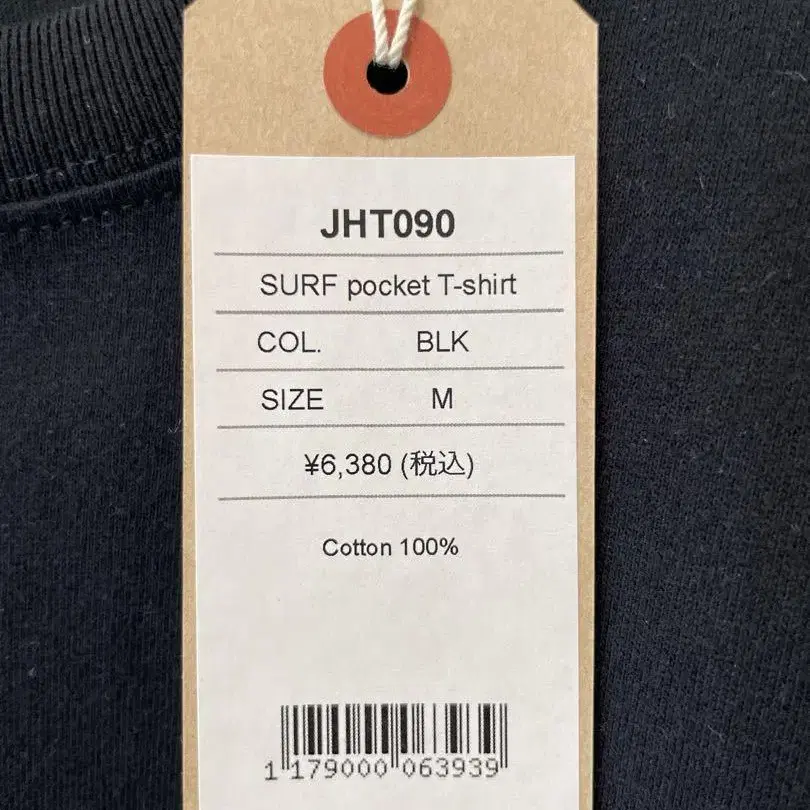 JHT090
SURF pocket T-shirt
COL. BLK
SIZE M
¥6,380 (税込)
Cotton 100%
1 179000 063939